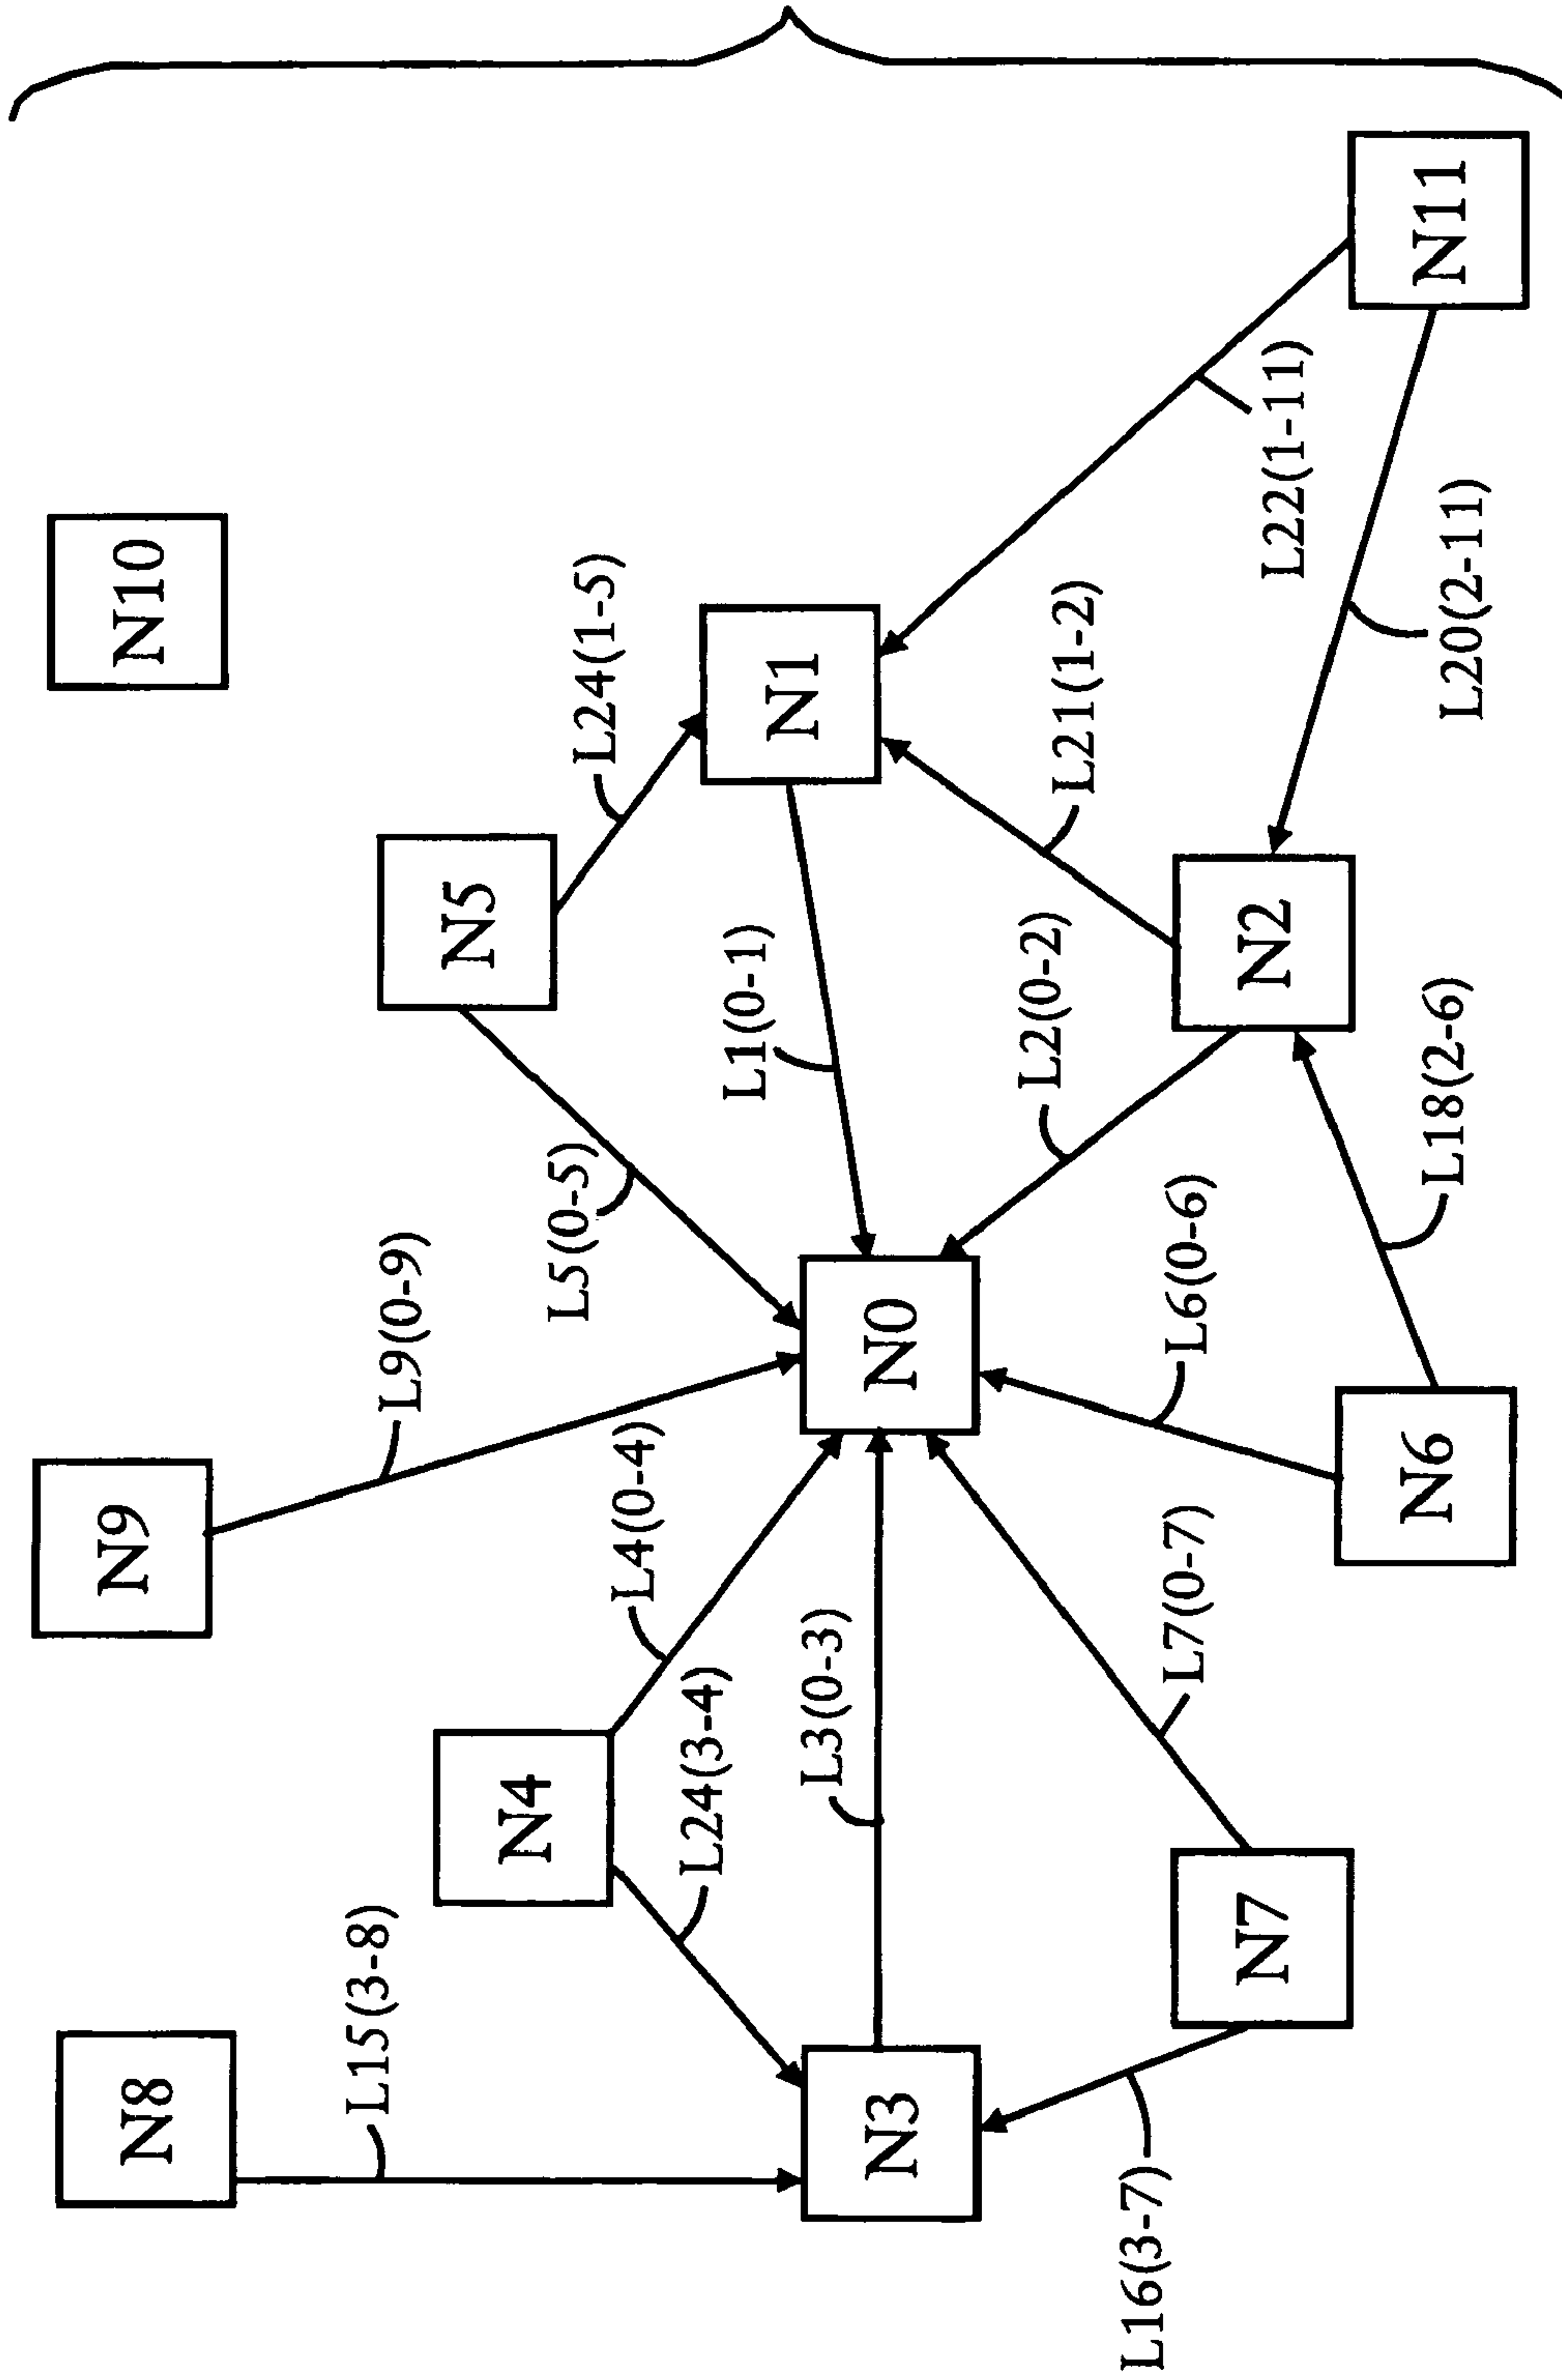 N8
N9
N10
L15(3-8)
L9(0-9)
N4
N5
L24(1-5)
L5(0-5)
L4(0-4)
L24(3-4)
L1(0-1)
N1
L3(0-3)
N3
N0
L2(0-2)
L21(1-2)
L16(3-7)
N7
L7(0-7)
L6(0-6)
N2
L22(1-11)
N6
L18(2-6)
L20(2-11)
N11